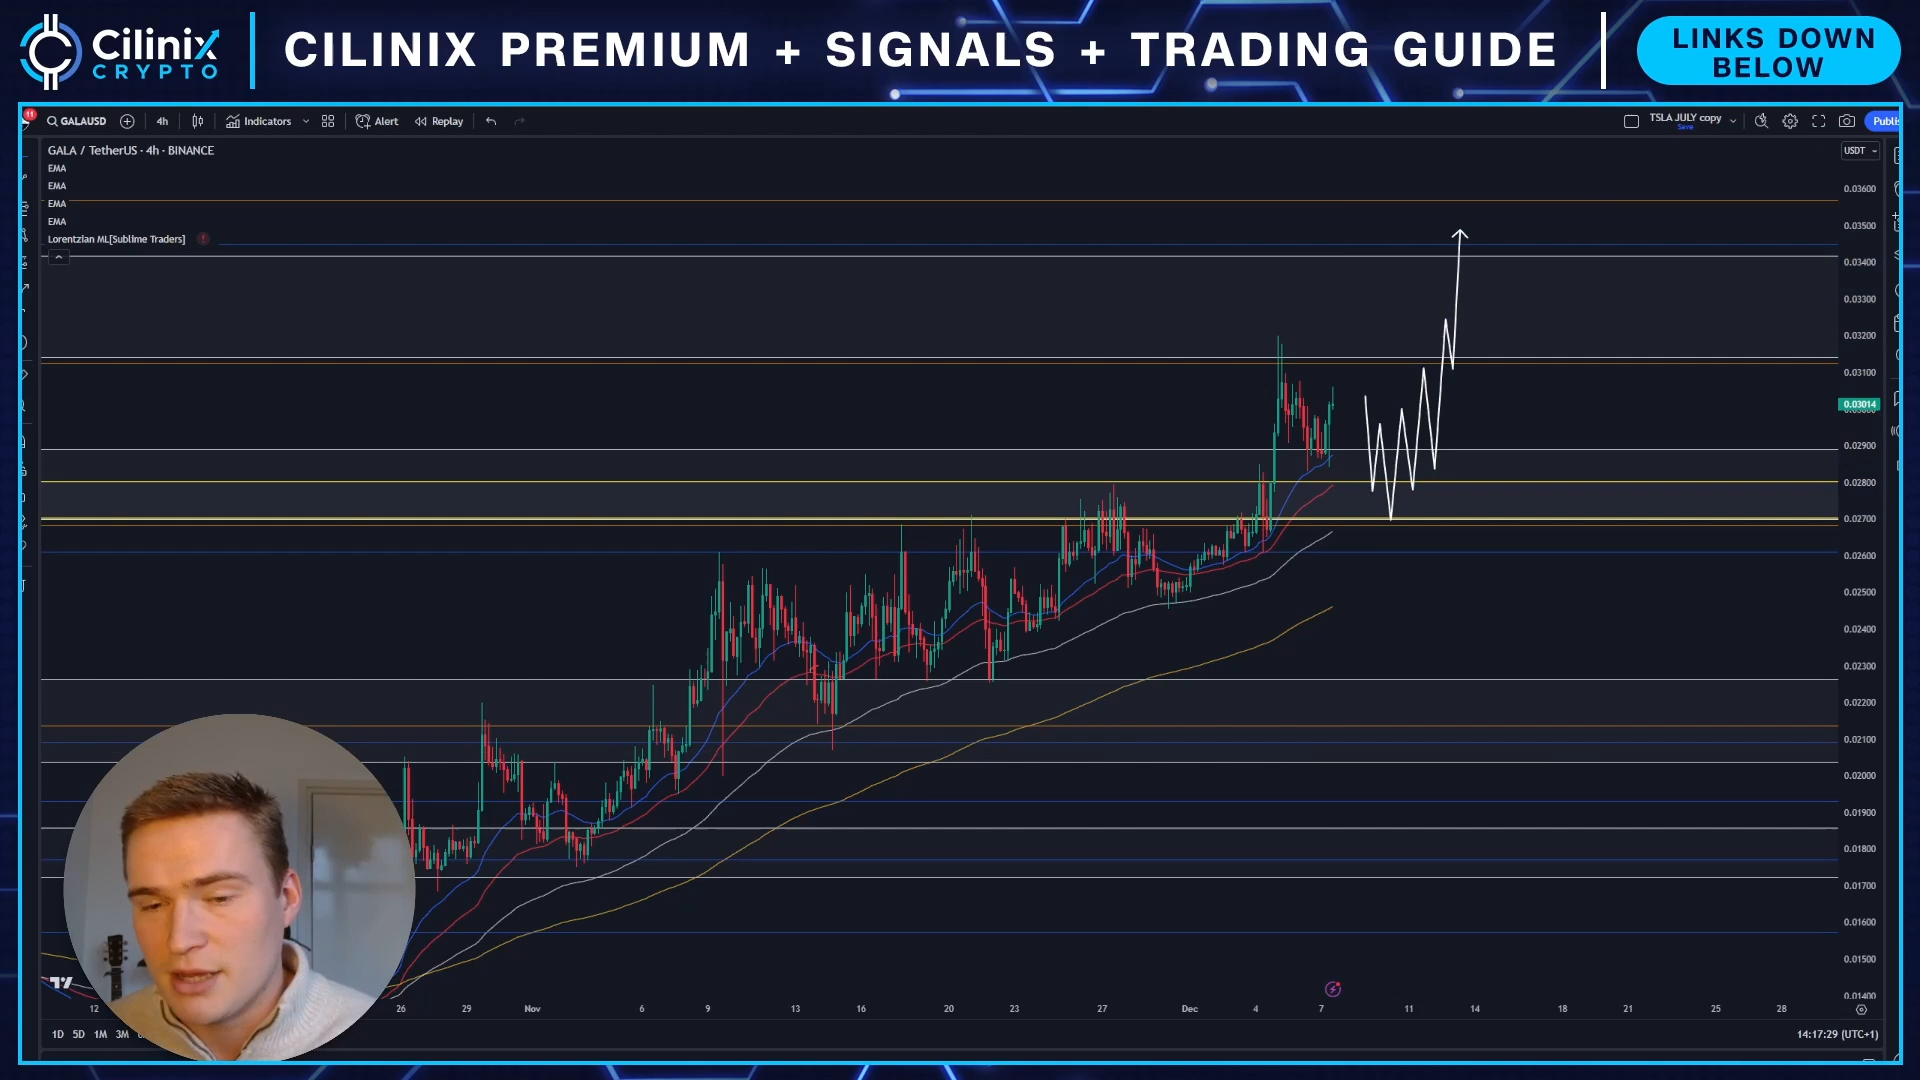 Cilinix
CRYPTO
CILINIX PREMIUM + SIGNALS + TRADING GUIDE
LINKS DOWN
BELOW
11
GALAUSD
4h
Indicators
Alert
Replay
TSLA JULY copy
Save
Publis
GALA / TetherUS · 4h · BINANCE
USDT
EMA
EMA
EMA
EMA
Lorentzian ML[Sublime Traders]
0.03600
0.03500
0.03400
0.03300
0.03200
0.03100
0.03014
0.02900
0.02800
0.02700
0.02600
0.02500
0.02400
0.02300
0.02200
0.02100
0.02000
0.01900
0.01800
0.01700
0.01600
0.01500
0.01400
12
26
29
Nov
6
9
13
16
20
23
27
Dec
4
7
11
14
18
21
25
28
1D
5D
1M
3M
14:17:29 (UTC+1)